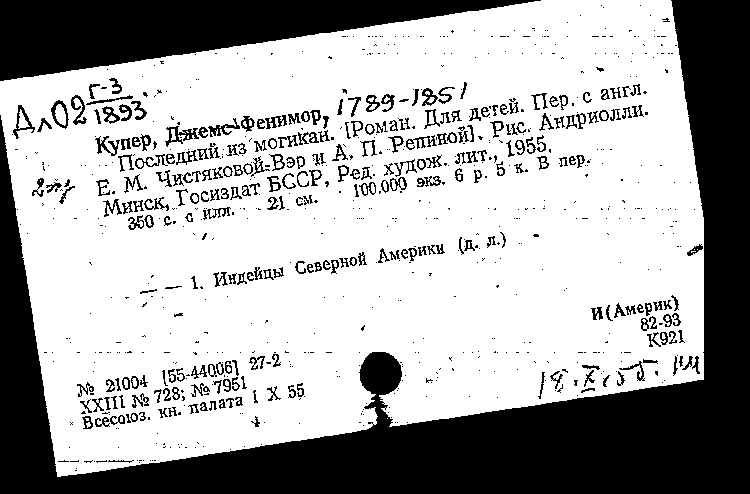 Дл02 Г-3
1893
Купер, Джемс-Фенимор, 1789-1851
Последний из могикан. [Роман. Для детей. Пер. с англ.
Е. М. Чистяковой-Вэр и А. П. Репиной]. Рис. Андриолли.
Минск, Госиздат БССР, Ред. худож. лит., 1955.
350 с. с илл. 21 см. 100.000 экз. 6 р. 5 к. В пер.
— — 1. Индейцы Северной Америки (д. л.)
И(Америк)
82-93
К921
№ 21004 [55-44006] 27-2
XXIII № 728; № 7951
Всесоюз. кн. палата 1 X 55
18.X.55.